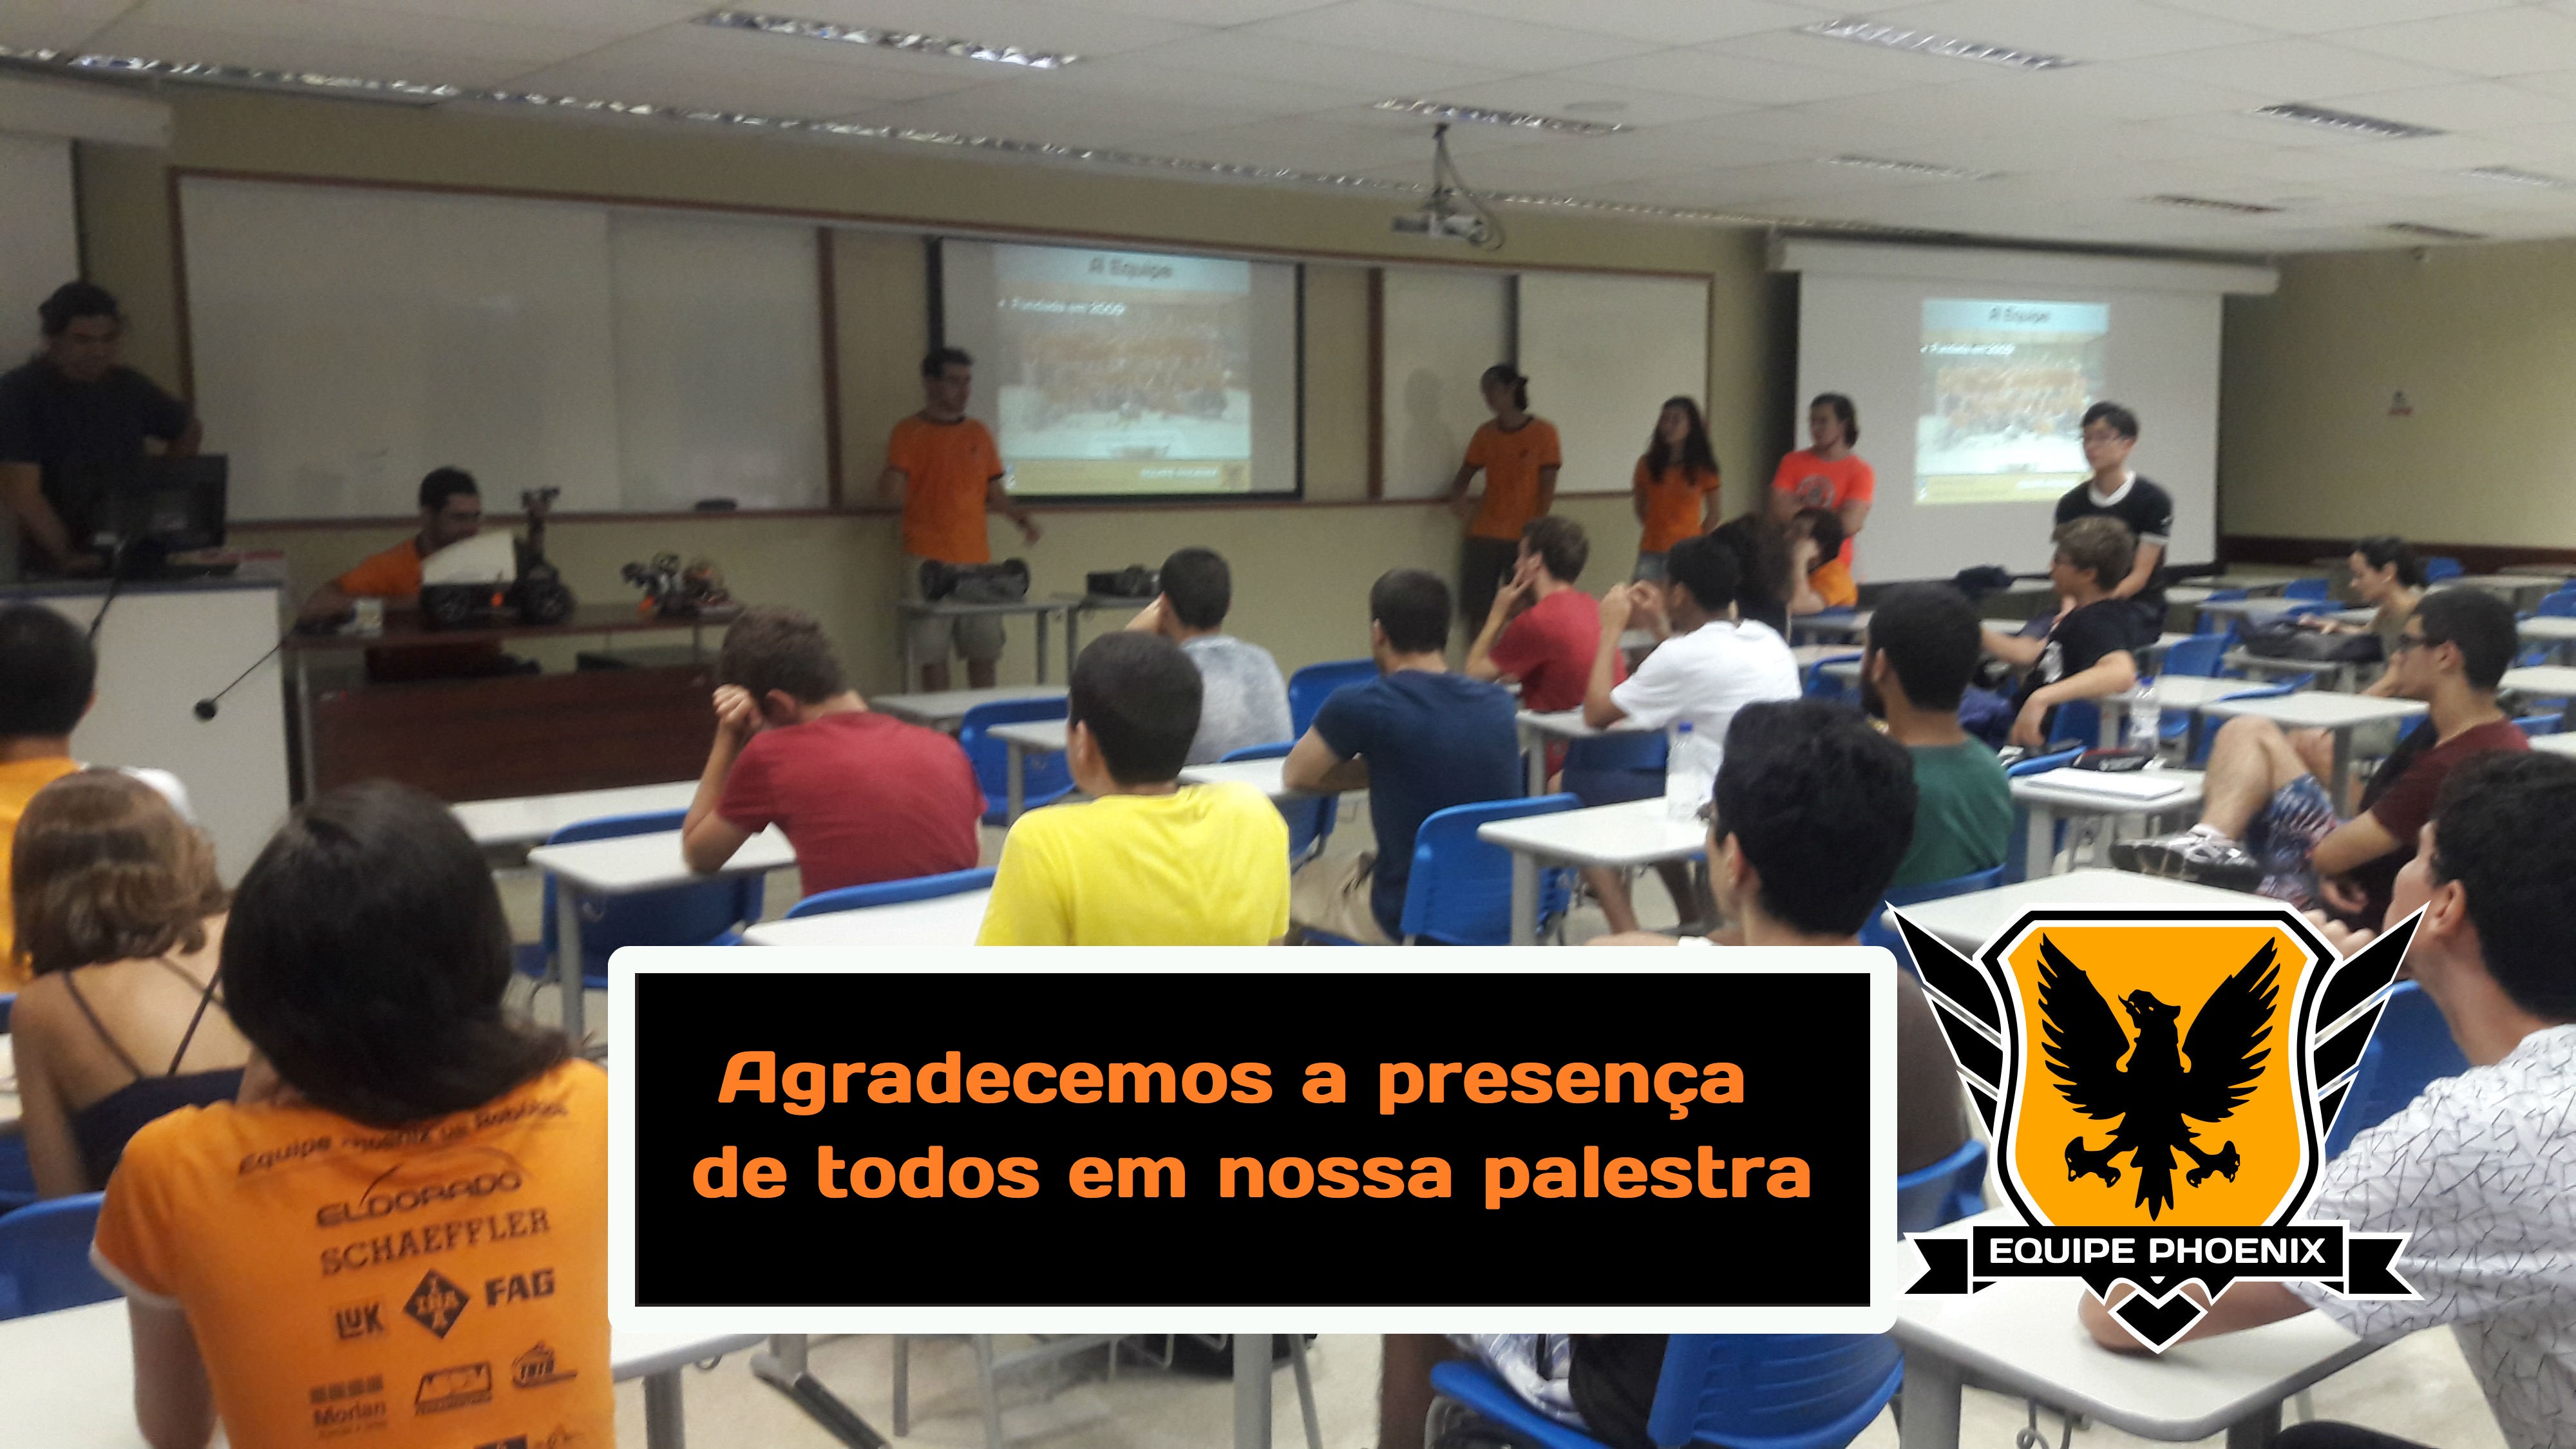 A Equipe
Fundada em 2009
A Equipe
Fundada em 2009
Equipe Phoenix de Robótica
ELDORADO
SCHAEFFLER
LUK
INA
FAG
Morlan
Agradecemos a presença
de todos em nossa palestra
EQUIPE PHOENIX